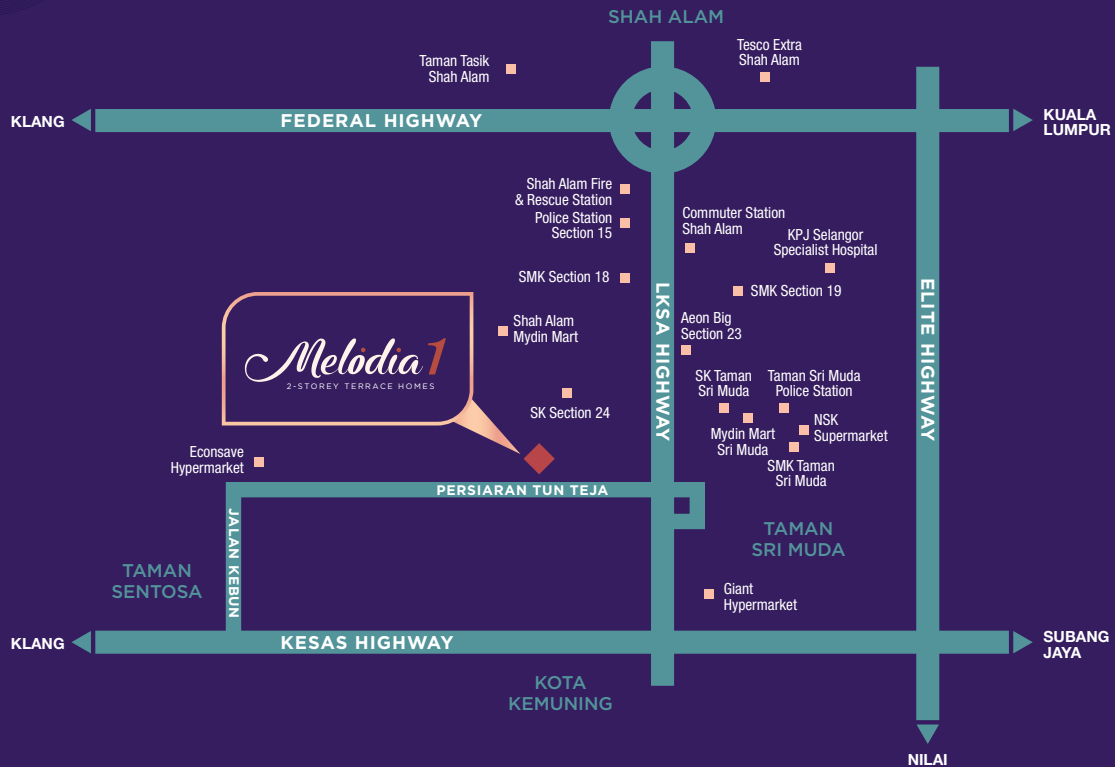 SHAH ALAM
Taman Tasik
Shah Alam
Tesco Extra
Shah Alam
KLANG
FEDERAL HIGHWAY
KUALA
LUMPUR
Shah Alam Fire
& Rescue Station
Police Station
Section 15
Commuter Station
Shah Alam
KPJ Selangor
Specialist Hospital
SMK Section 18
SMK Section 19
LKSA HIGHWAY
ELITE HIGHWAY
Shah Alam
Mydin Mart
Aeon Big
Section 23
Melodia 1
2-STOREY TERRACE HOMES
SK Section 24
SK Taman
Sri Muda
Taman Sri Muda
Police Station
Mydin Mart
Sri Muda
NSK
Supermarket
SMK Taman
Sri Muda
Econsave
Hypermarket
PERSIARAN TUN TEJA
JALAN KEBUN
TAMAN
SRI MUDA
TAMAN
SENTOSA
Giant
Hypermarket
KLANG
KESAS HIGHWAY
SUBANG
JAYA
KOTA
KEMUNING
NILAI